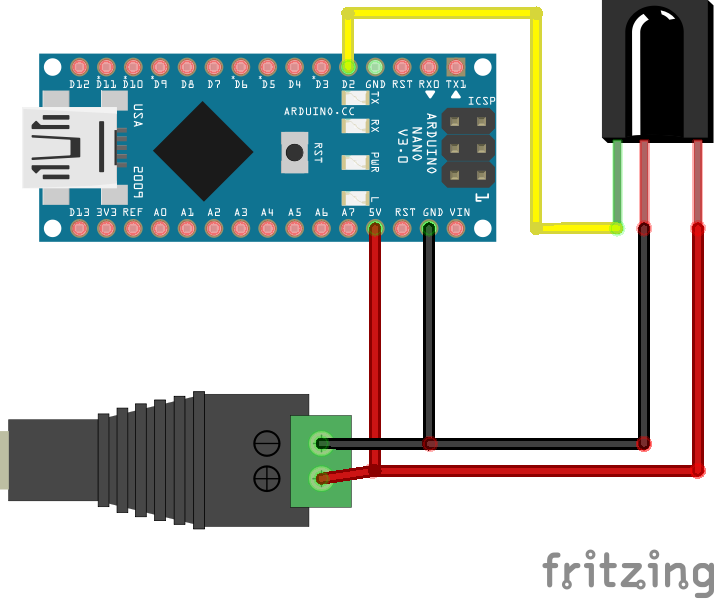 D12 D11 D10 D9 D8 D7 D6 D5 D4 D3 D2 GND RST RX0 TX1
TX
ICSP
USA
ARDUINO.CC
RX
ARDUINO
NANO
V3.0
RST
PWR
2009
L
1
D13 3V3 REF A0 A1 A2 A3 A4 A5 A6 A7 5V RST GND VIN
fritzing